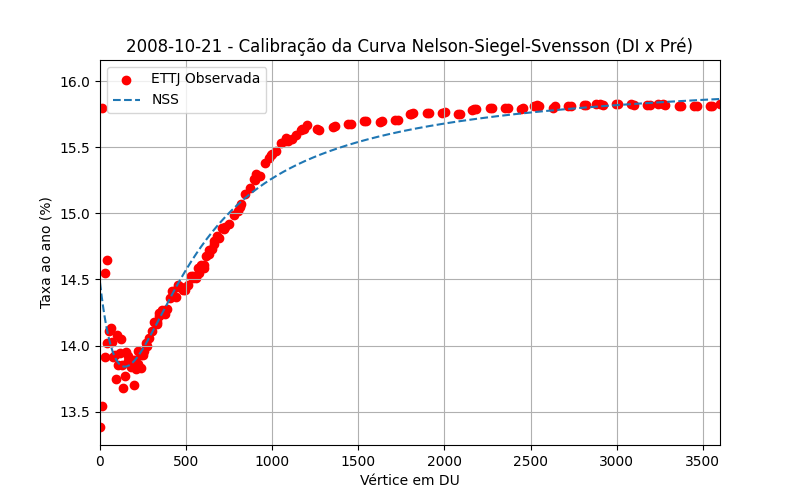 2008-10-21 - Calibração da Curva Nelson-Siegel-Svensson (DI x Pré)
ETTJ Observada
NSS
Taxa ao ano (%)
16.0
15.5
15.0
14.5
14.0
13.5
0 500 1000 1500 2000 2500 3000 3500
Vértice em DU